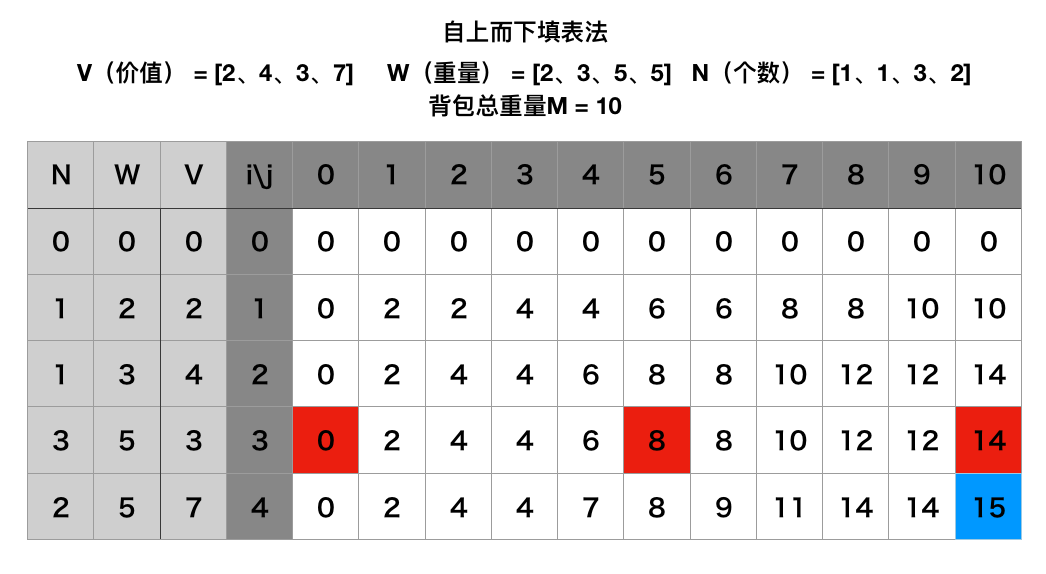 自上而下填表法
V（价值） = [2、4、3、7] W（重量） = [2、3、5、5] N（个数） = [1、1、3、2]
背包总重量M = 10
N W V i\j 0 1 2 3 4 5 6 7 8 9 10
0 0 0 0 0 0 0 0 0 0 0 0 0 0 0
1 2 2 1 0 2 2 4 4 6 6 8 8 10 10
1 3 4 2 0 2 4 4 6 8 8 10 12 12 14
3 5 3 3 0 2 4 4 6 8 8 10 12 12 14
2 5 7 4 0 2 4 4 7 8 9 11 14 14 15